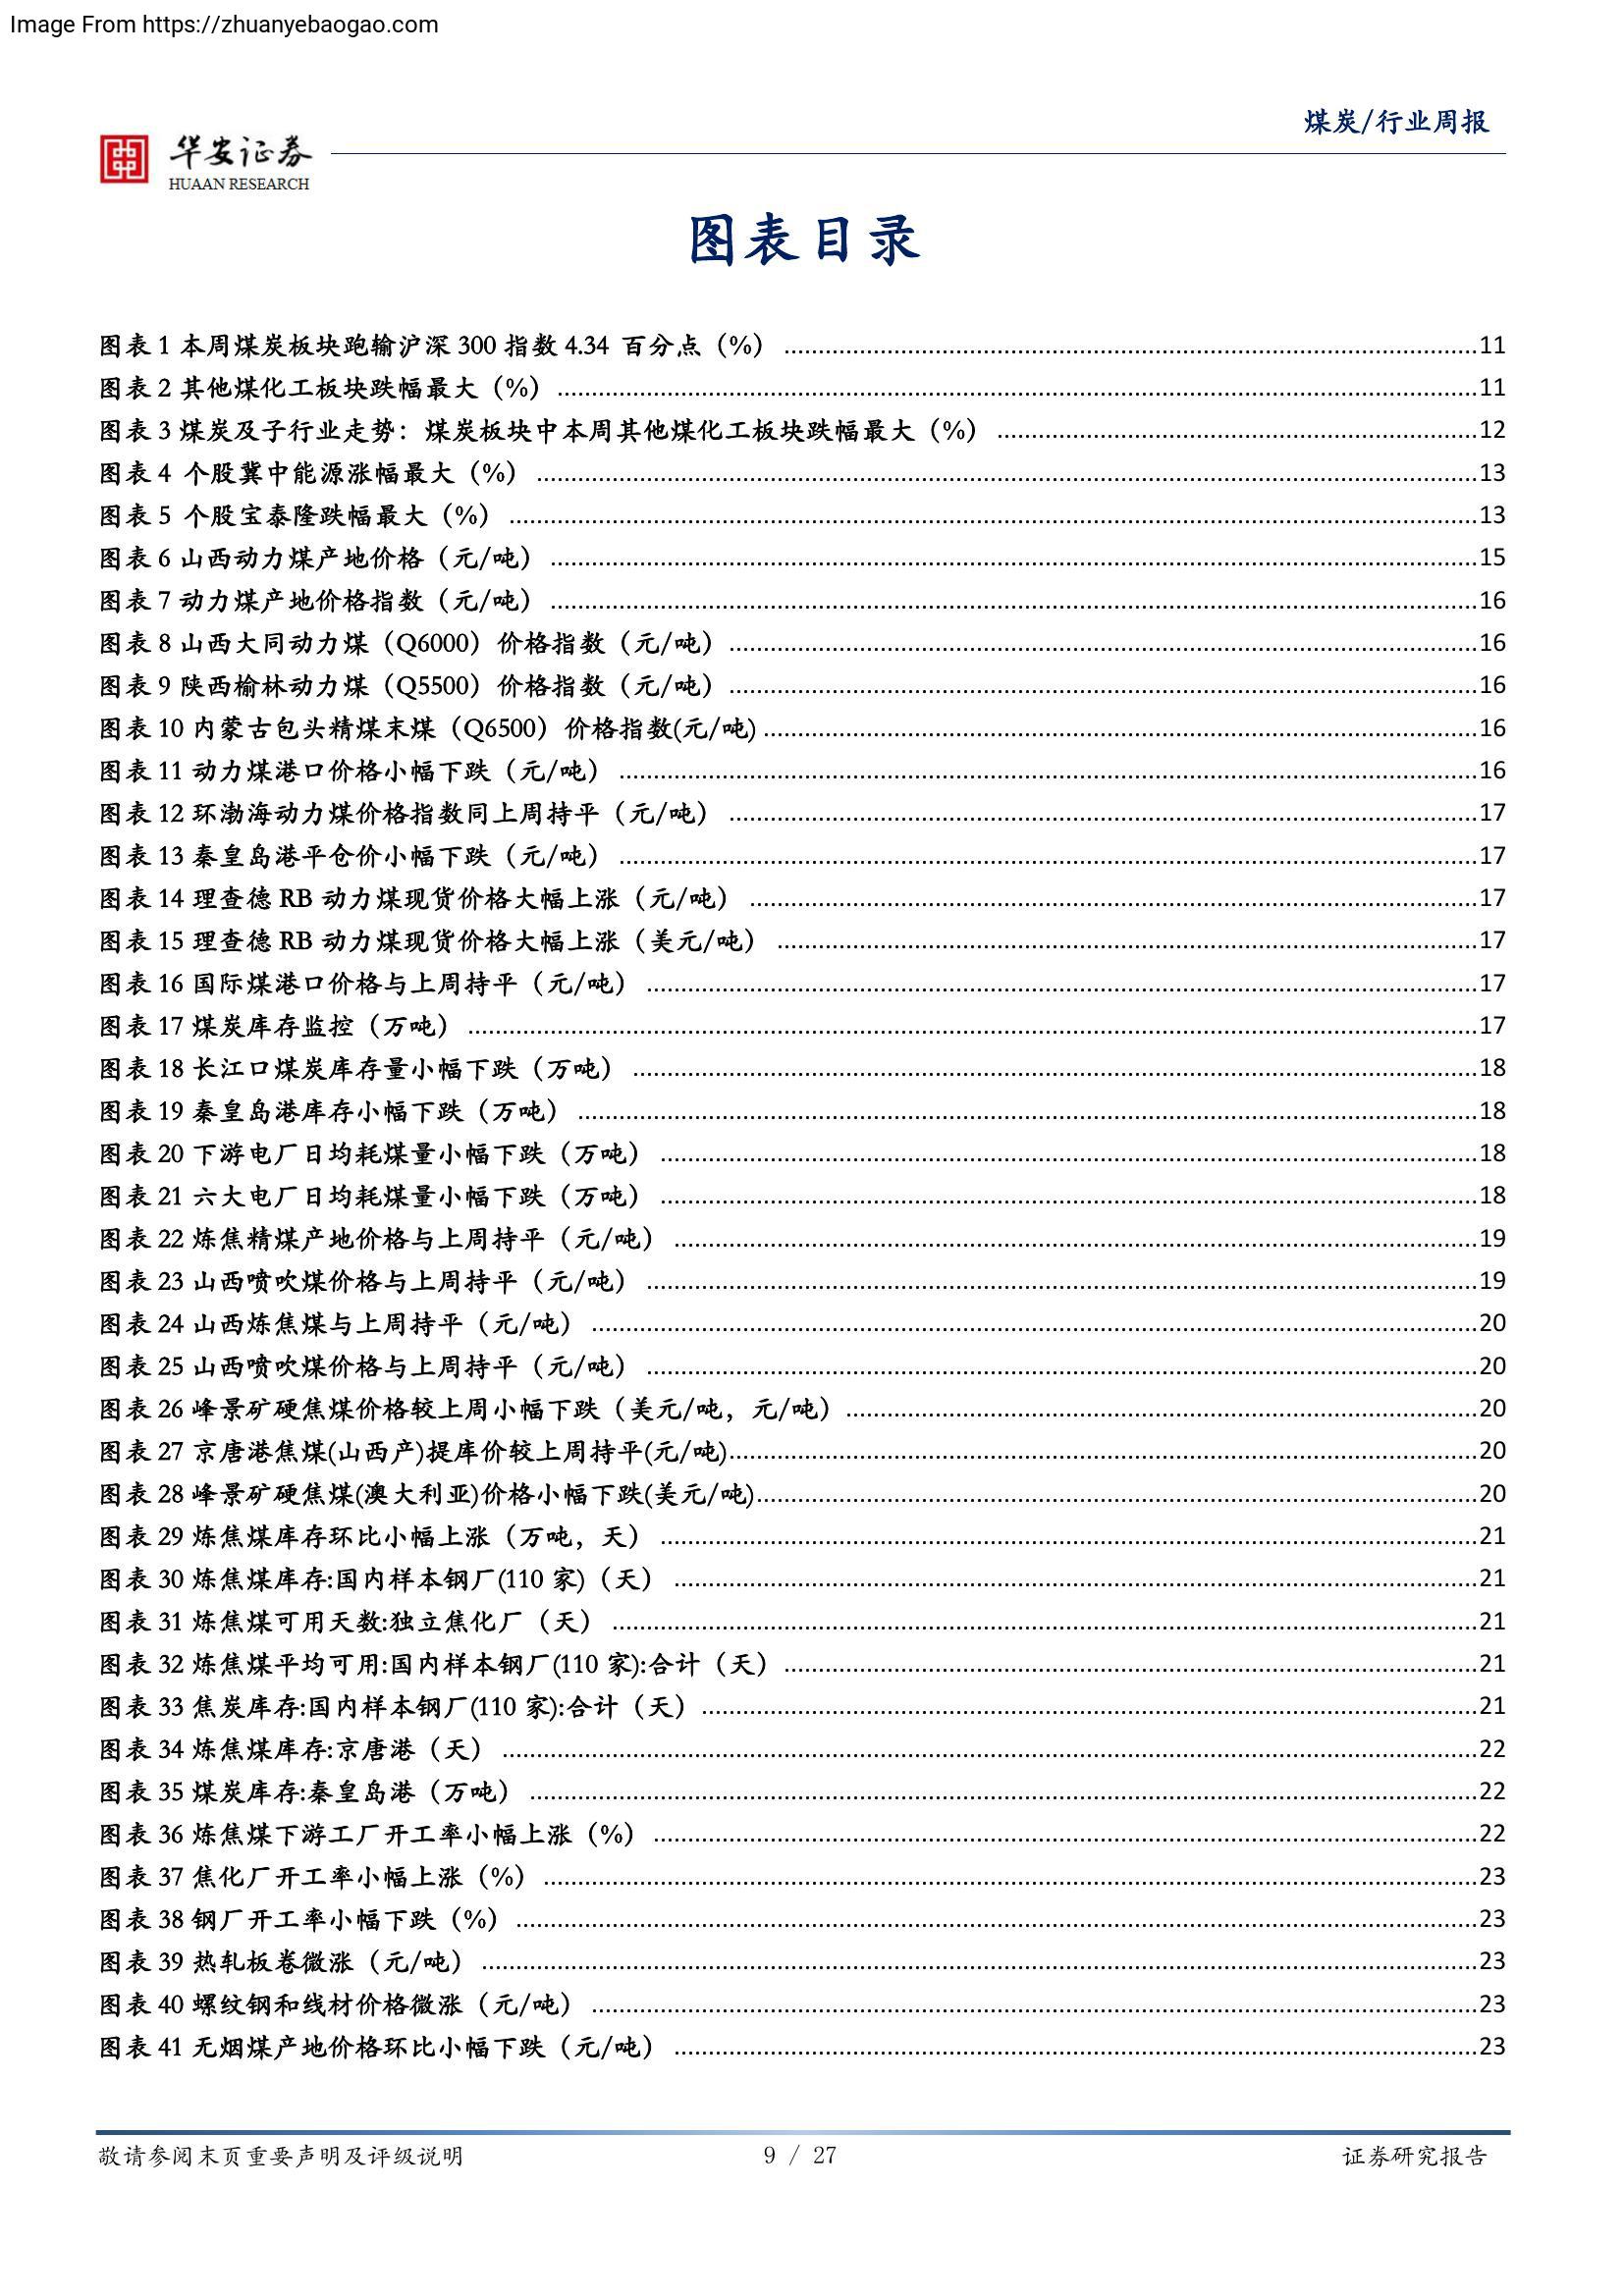 Image From https://zhuanyebaogao.com
煤炭/行业周报
华安证券
HUAAN RESEARCH
图表目录
图表 1 本周煤炭板块跑输沪深 300 指数 4.34 百分点（%） ........ 11
图表 2 其他煤化工板块跌幅最大（%） ........ 11
图表 3 煤炭及子行业走势：煤炭板块中本周其他煤化工板块跌幅最大（%） ........ 12
图表 4 个股冀中能源涨幅最大（%） ........ 13
图表 5 个股宝泰隆跌幅最大（%） ........ 13
图表 6 山西动力煤产地价格（元/吨） ........ 15
图表 7 动力煤产地价格指数（元/吨） ........ 16
图表 8 山西大同动力煤（Q6000）价格指数（元/吨） ........ 16
图表 9 陕西榆林动力煤（Q5500）价格指数（元/吨） ........ 16
图表 10 内蒙古包头精煤末煤（Q6500）价格指数(元/吨) ........ 16
图表 11 动力煤港口价格小幅下跌（元/吨） ........ 16
图表 12 环渤海动力煤价格指数同上周持平（元/吨） ........ 17
图表 13 秦皇岛港平仓价小幅下跌（元/吨） ........ 17
图表 14 理查德 RB 动力煤现货价格大幅上涨（元/吨） ........ 17
图表 15 理查德 RB 动力煤现货价格大幅上涨（美元/吨） ........ 17
图表 16 国际煤港口价格与上周持平（元/吨） ........ 17
图表 17 煤炭库存监控（万吨） ........ 17
图表 18 长江口煤炭库存量小幅下跌（万吨） ........ 18
图表 19 秦皇岛港库存小幅下跌（万吨） ........ 18
图表 20 下游电厂日均耗煤量小幅下跌（万吨） ........ 18
图表 21 六大电厂日均耗煤量小幅下跌（万吨） ........ 18
图表 22 炼焦精煤产地价格与上周持平（元/吨） ........ 19
图表 23 山西喷吹煤价格与上周持平（元/吨） ........ 19
图表 24 山西炼焦煤与上周持平（元/吨） ........ 20
图表 25 山西喷吹煤价格与上周持平（元/吨） ........ 20
图表 26 峰景矿硬焦煤价格较上周小幅下跌（美元/吨，元/吨） ........ 20
图表 27 京唐港焦煤(山西产)提库价较上周持平(元/吨) ........ 20
图表 28 峰景矿硬焦煤(澳大利亚)价格小幅下跌(美元/吨) ........ 20
图表 29 炼焦煤库存环比小幅上涨（万吨，天） ........ 21
图表 30 炼焦煤库存:国内样本钢厂(110 家)（天） ........ 21
图表 31 炼焦煤可用天数:独立焦化厂（天） ........ 21
图表 32 炼焦煤平均可用:国内样本钢厂(110 家):合计（天） ........ 21
图表 33 焦炭库存:国内样本钢厂(110 家):合计（天） ........ 21
图表 34 炼焦煤库存:京唐港（天） ........ 22
图表 35 煤炭库存:秦皇岛港（万吨） ........ 22
图表 36 炼焦煤下游工厂开工率小幅上涨（%） ........ 22
图表 37 焦化厂开工率小幅上涨（%） ........ 23
图表 38 钢厂开工率小幅下跌（%） ........ 23
图表 39 热轧板卷微涨（元/吨） ........ 23
图表 40 螺纹钢和线材价格微涨（元/吨） ........ 23
图表 41 无烟煤产地价格环比小幅下跌（元/吨） ........ 23
敬请参阅末页重要声明及评级说明
9 / 27
证券研究报告